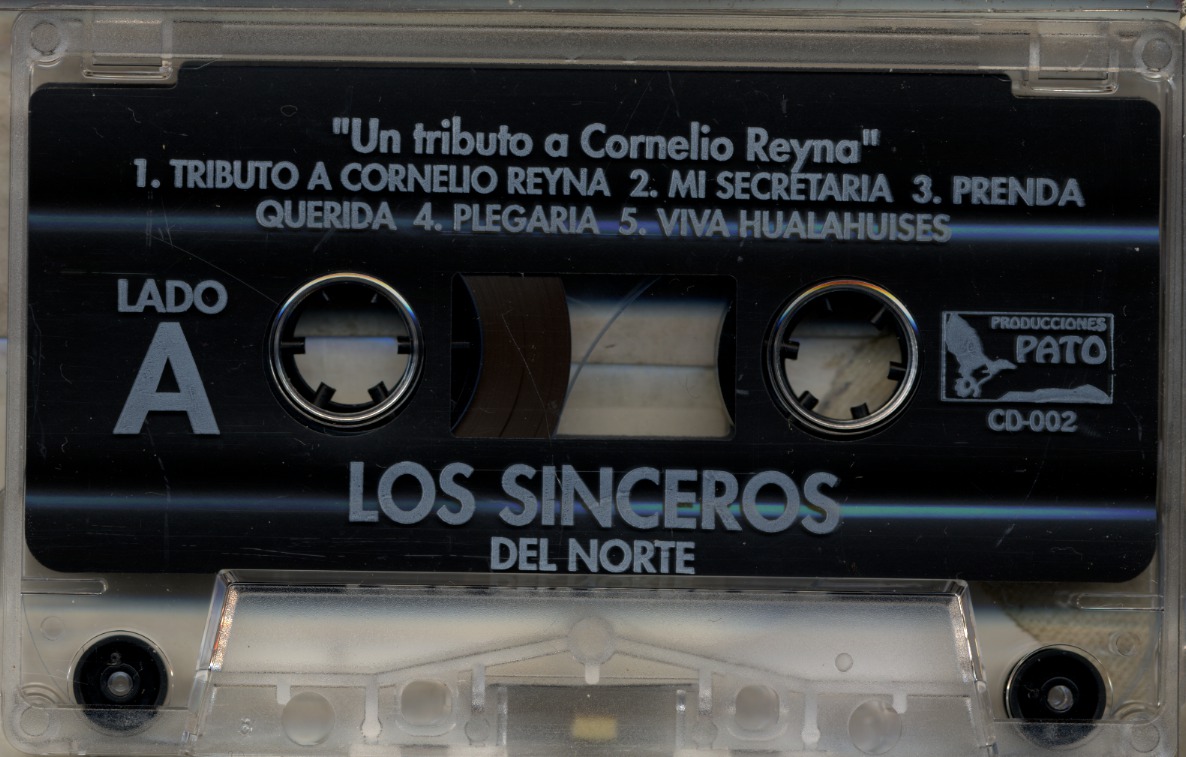 "Un tributo a Cornelio Reyna"
1. TRIBUTO A CORNELIO REYNA 2. MI SECRETARIA 3. PRENDA
QUERIDA 4. PLEGARIA 5. VIVA HUALAHUISES
LADO
A
PRODUCCIONES
PATO
CD-002
LOS SINCEROS
DEL NORTE